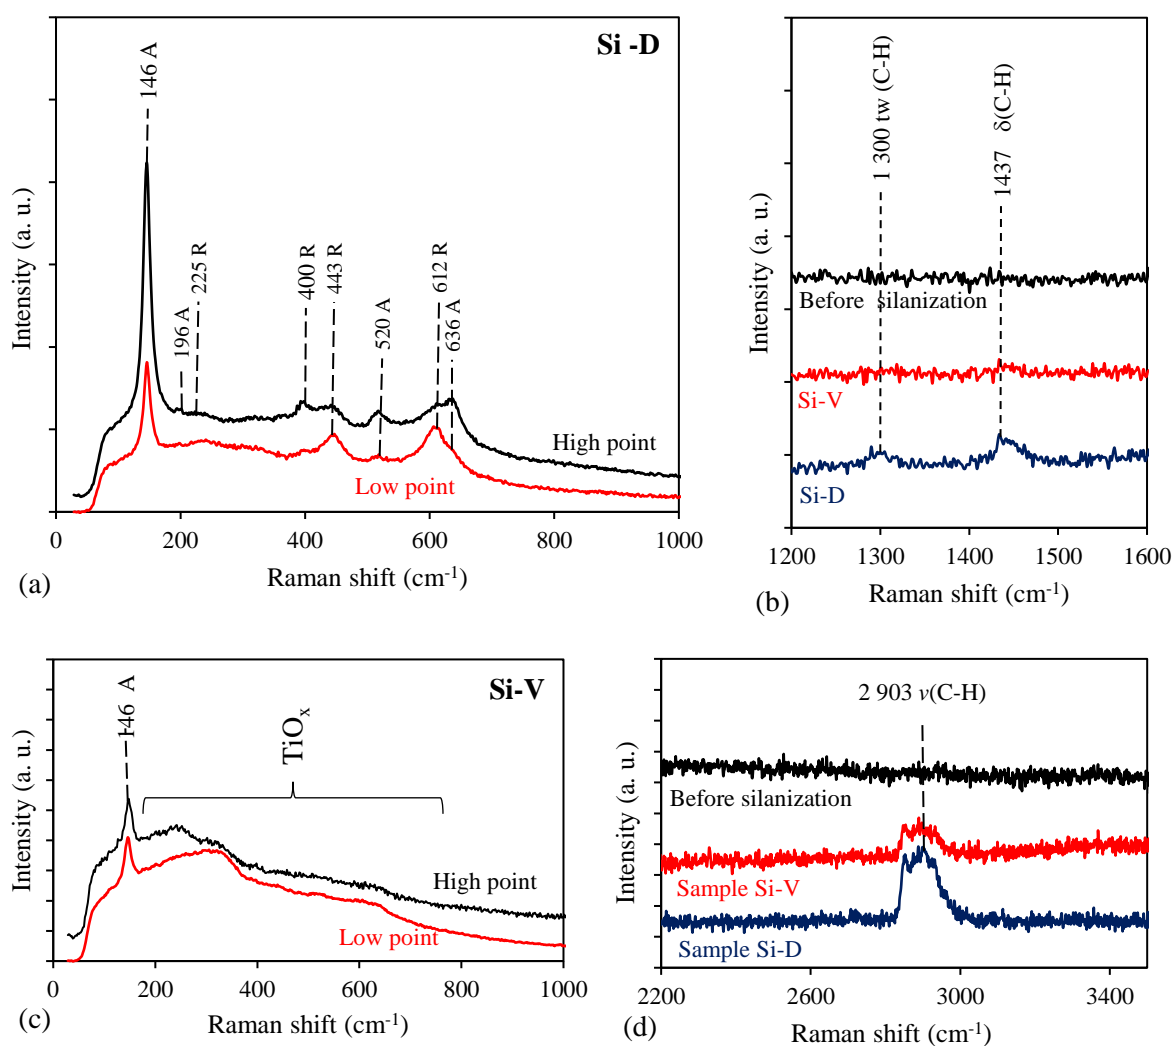 Si -D
146 A
196 A
225 R
400 R
443 R
520 A
612 R
636 A
High point
Low point
Intensity (a. u.)
0 200 400 600 800 1000
Raman shift (cm-1)
(a)
1 300 tw (C-H)
1437 δ(C-H)
Before silanization
Si-V
Si-D
Intensity (a. u.)
1200 1300 1400 1500 1600
Raman shift (cm-1)
(b)
Si-V
146 A
TiOx
High point
Low point
Intensity (a. u.)
0 200 400 600 800 1000
Raman shift (cm-1)
(c)
2 903 v(C-H)
Before silanization
Sample Si-V
Sample Si-D
Intensity (a. u.)
2200 2600 3000 3400
Raman shift (cm-1)
(d)